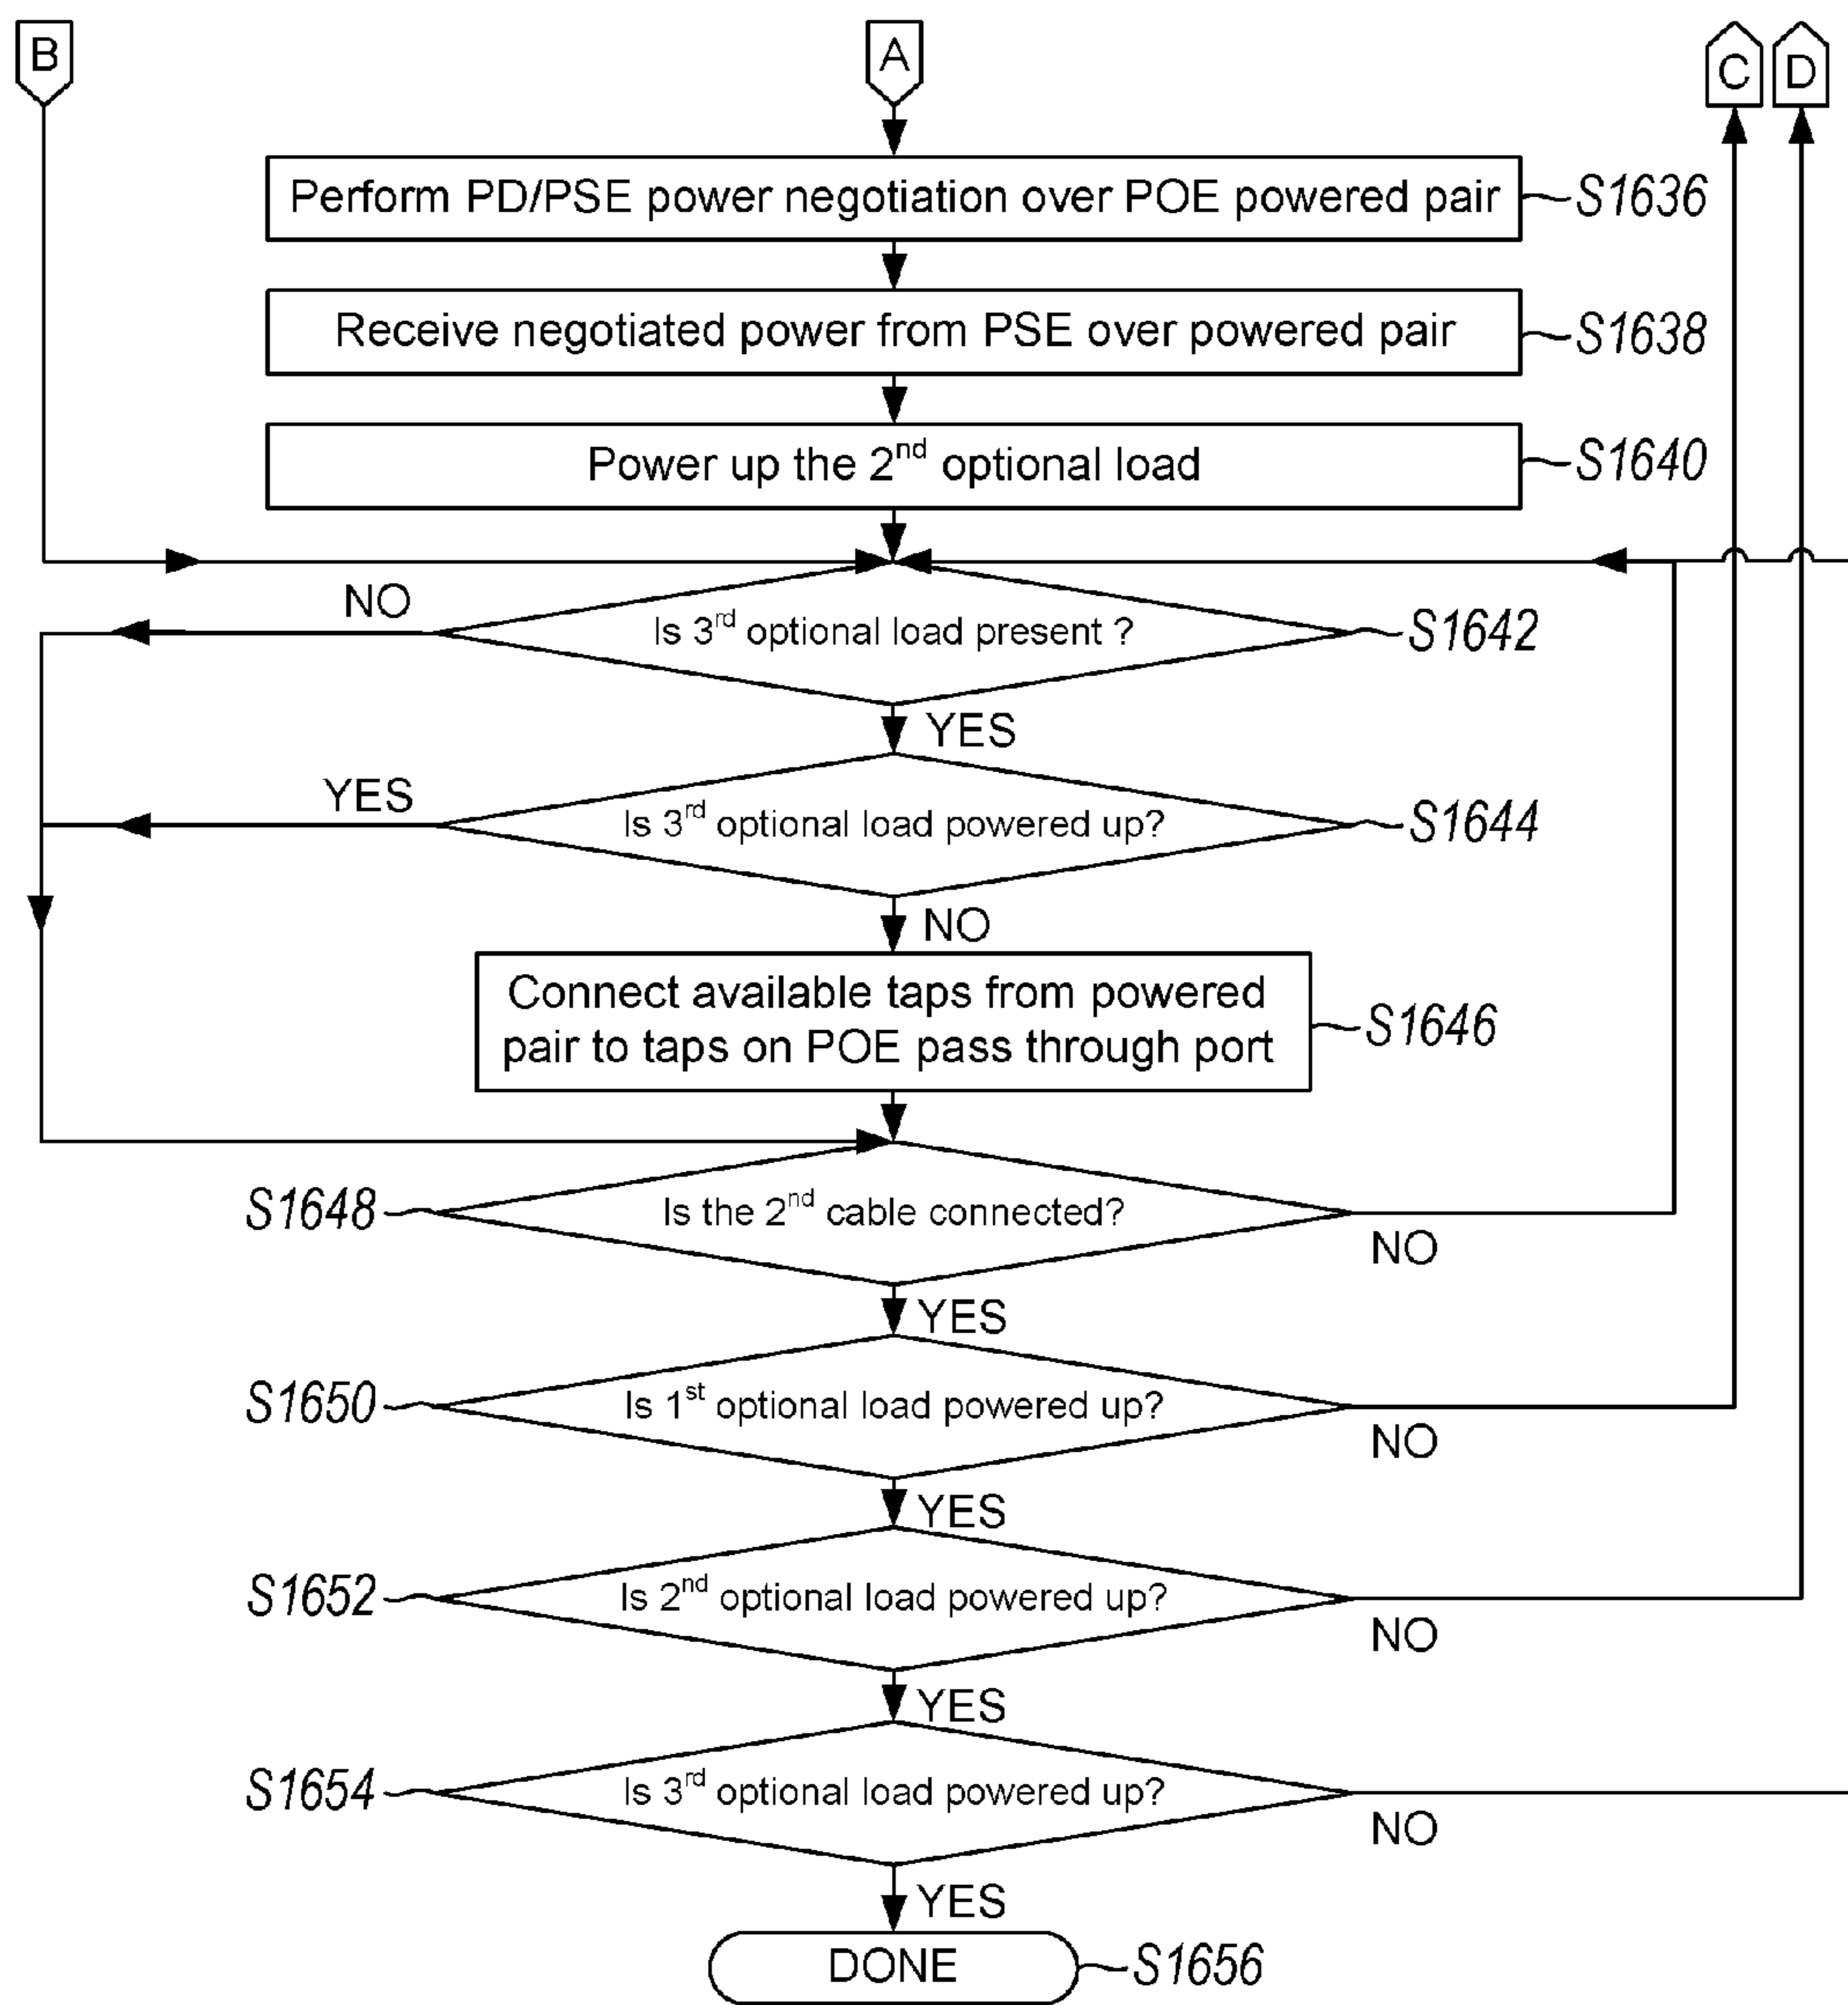 B
A
C
D
Perform PD/PSE power negotiation over POE powered pair
S1636
Receive negotiated power from PSE over powered pair
S1638
Power up the 2nd optional load
S1640
NO
Is 3rd optional load present ?
S1642
YES
YES
Is 3rd optional load powered up?
S1644
NO
Connect available taps from powered
pair to taps on POE pass through port
S1646
S1648
Is the 2nd cable connected?
NO
YES
S1650
Is 1st optional load powered up?
NO
YES
S1652
Is 2nd optional load powered up?
NO
YES
S1654
Is 3rd optional load powered up?
NO
YES
DONE
S1656